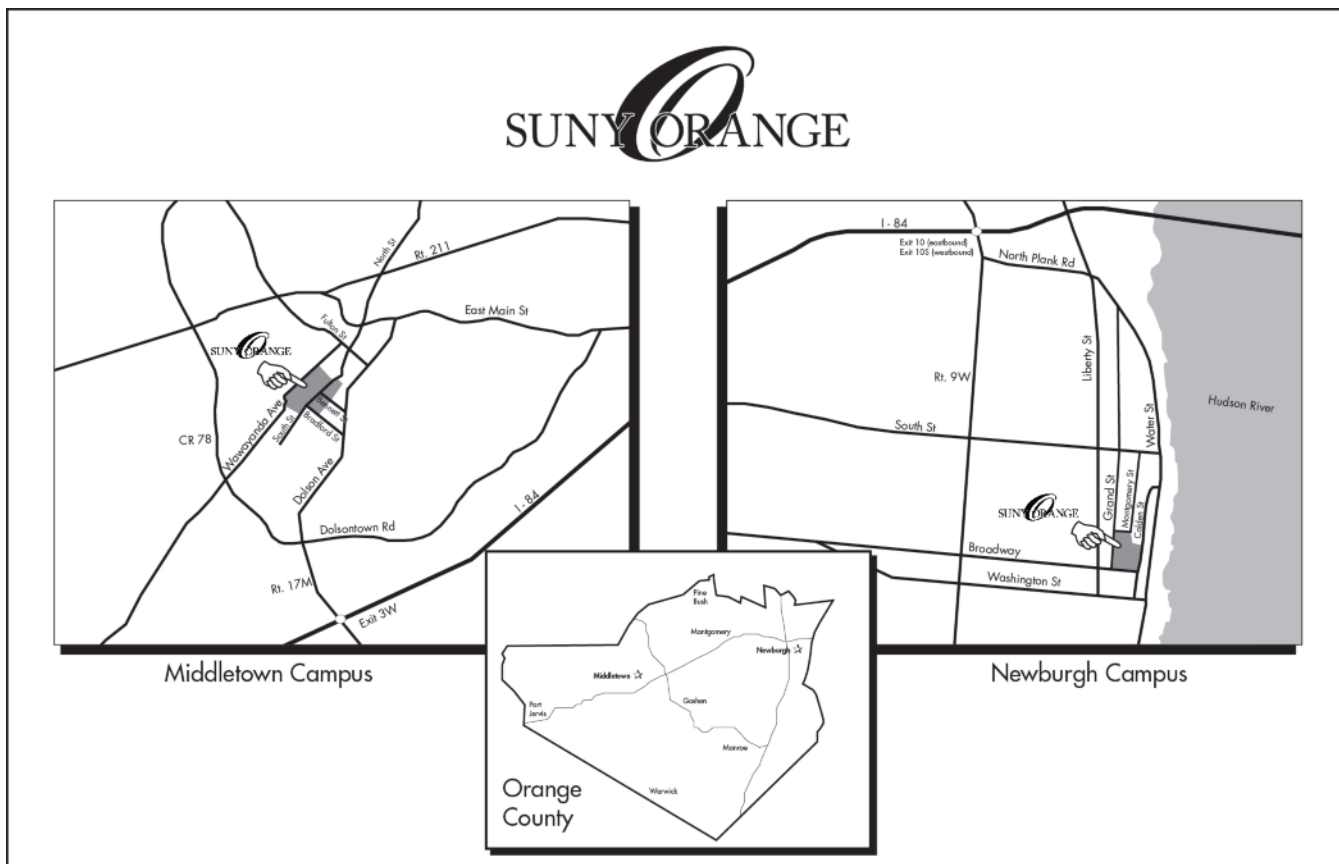 SUNY ORANGE
North St
Rt. 211
East Main St
Fulton St
SUNY ORANGE
Bennett St
Bradford St
South St
Wawayanda Ave
CR 78
Dolson Ave
I - 84
Dolsontown Rd
Rt. 17M
Exit 3W
Middletown Campus
I - 84
Exit 10 (eastbound)
Exit 10S (westbound)
North Plank Rd
Liberty St
Rt. 9W
Hudson River
Water St
South St
Grand St
Montgomery St
Colden St
SUNY ORANGE
Broadway
Washington St
Newburgh Campus
Pine
Bush
Montgomery
Newburgh
Middletown
Port
Jervis
Goshen
Monroe
Warwick
Orange
County